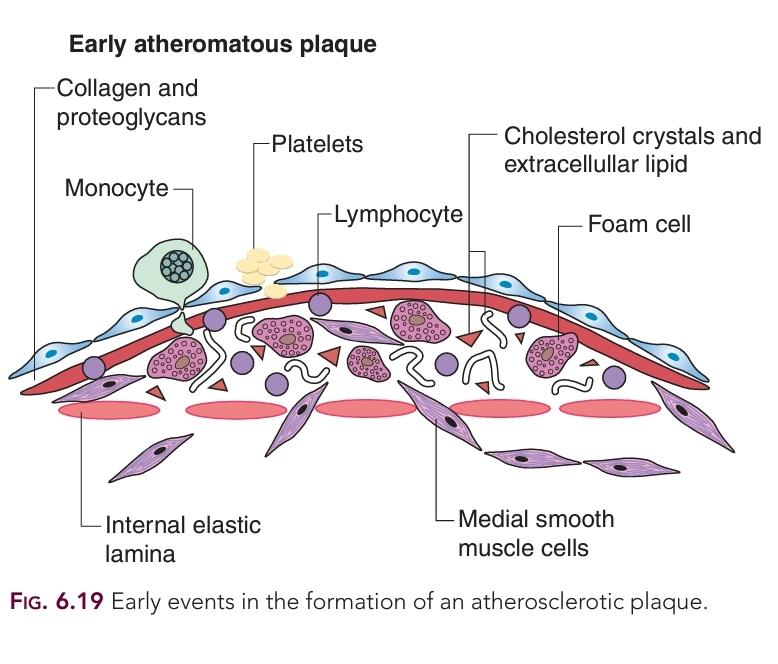 Early atheromatous plaque
Collagen and
proteoglycans
Platelets
Cholesterol crystals and
extracellullar lipid
Monocyte
Lymphocyte
Foam cell
Internal elastic
lamina
Medial smooth
muscle cells
FIG. 6.19 Early events in the formation of an atherosclerotic plaque.